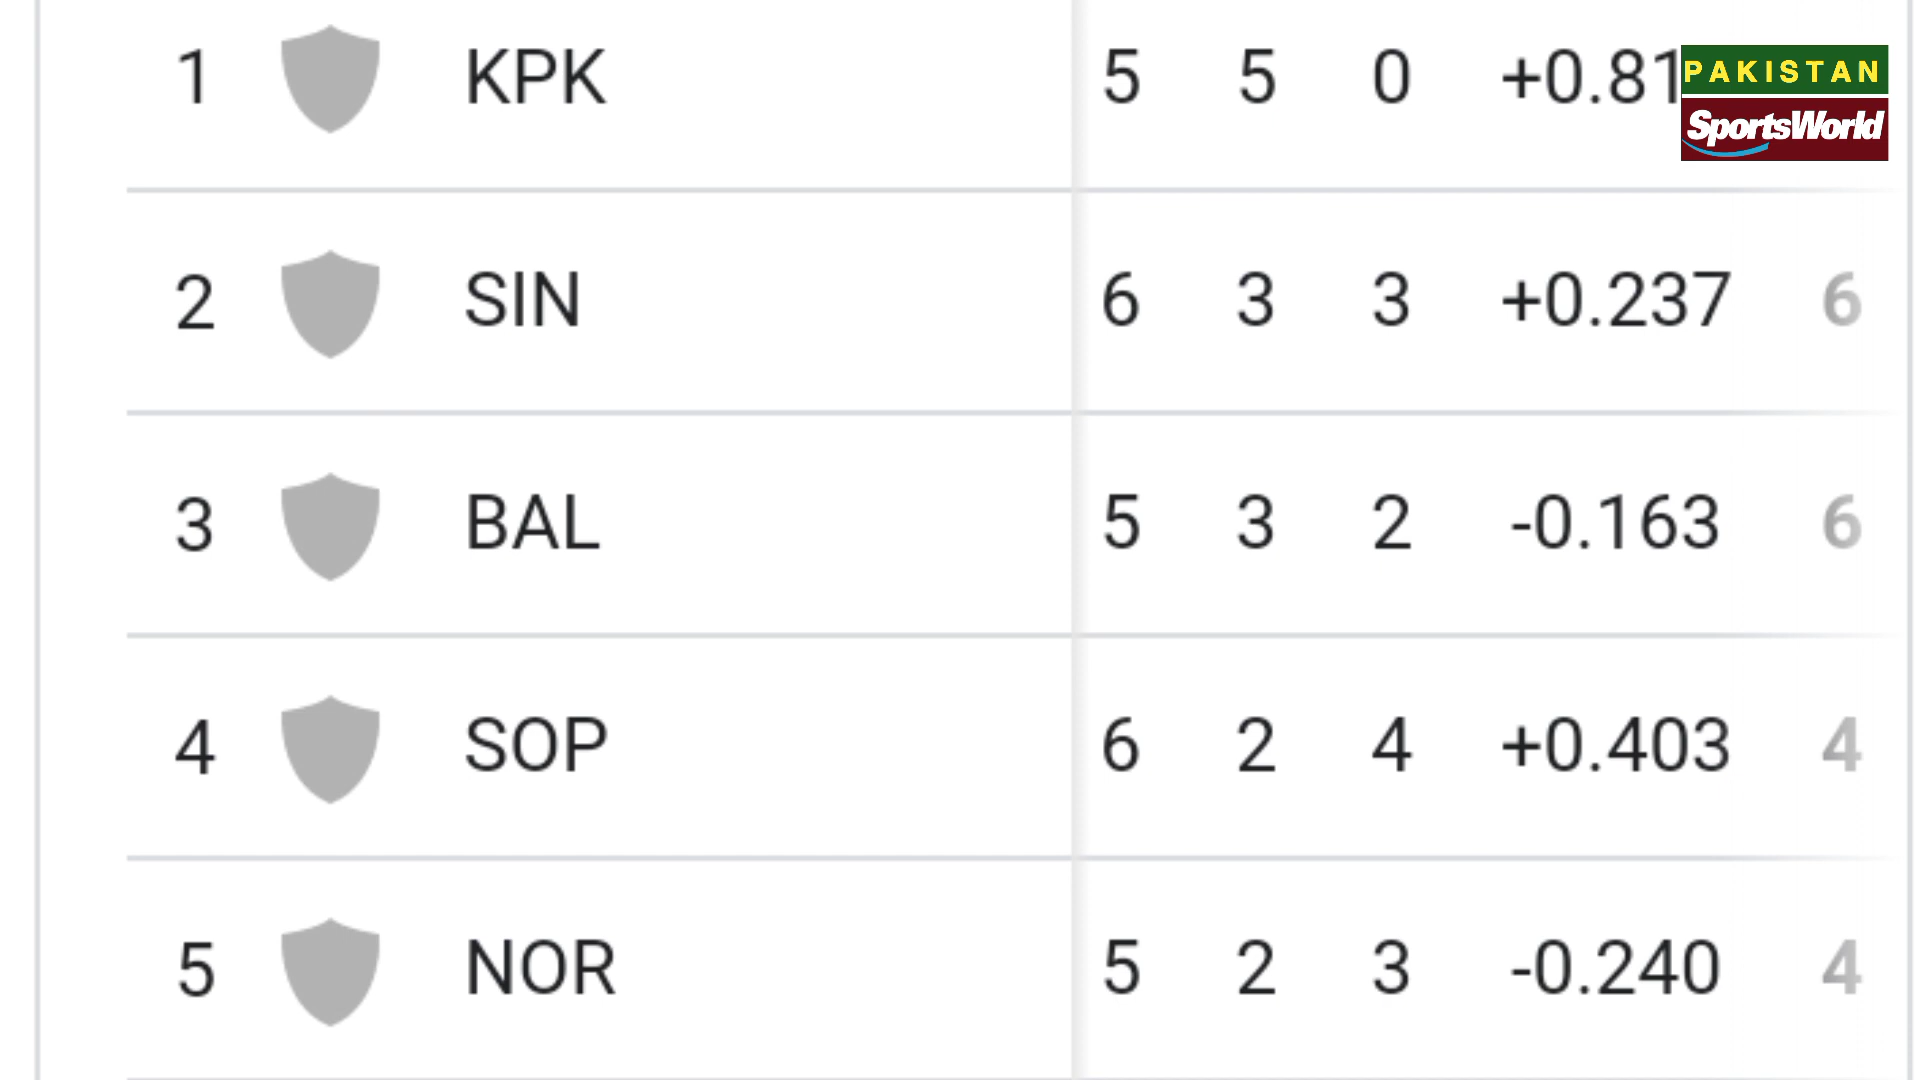 1 KPK 5 5 0 +0.81
PAKISTAN
SportsWorld
2 SIN 6 3 3 +0.237 6
3 BAL 5 3 2 -0.163 6
4 SOP 6 2 4 +0.403 4
5 NOR 5 2 3 -0.240 4